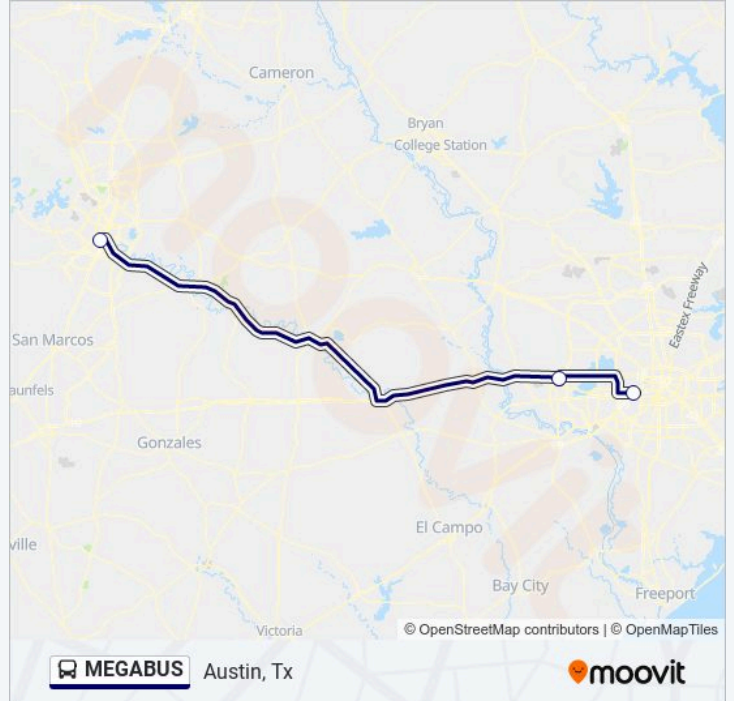 Cameron
Bryan
College Station
Eastex Freeway
San Marcos
aunfels
Gonzales
ville
El Campo
Bay City
Freeport
Victoria
© OpenStreetMap contributors | © OpenMapTiles
MEGABUS Austin, Tx
moovit
moovit